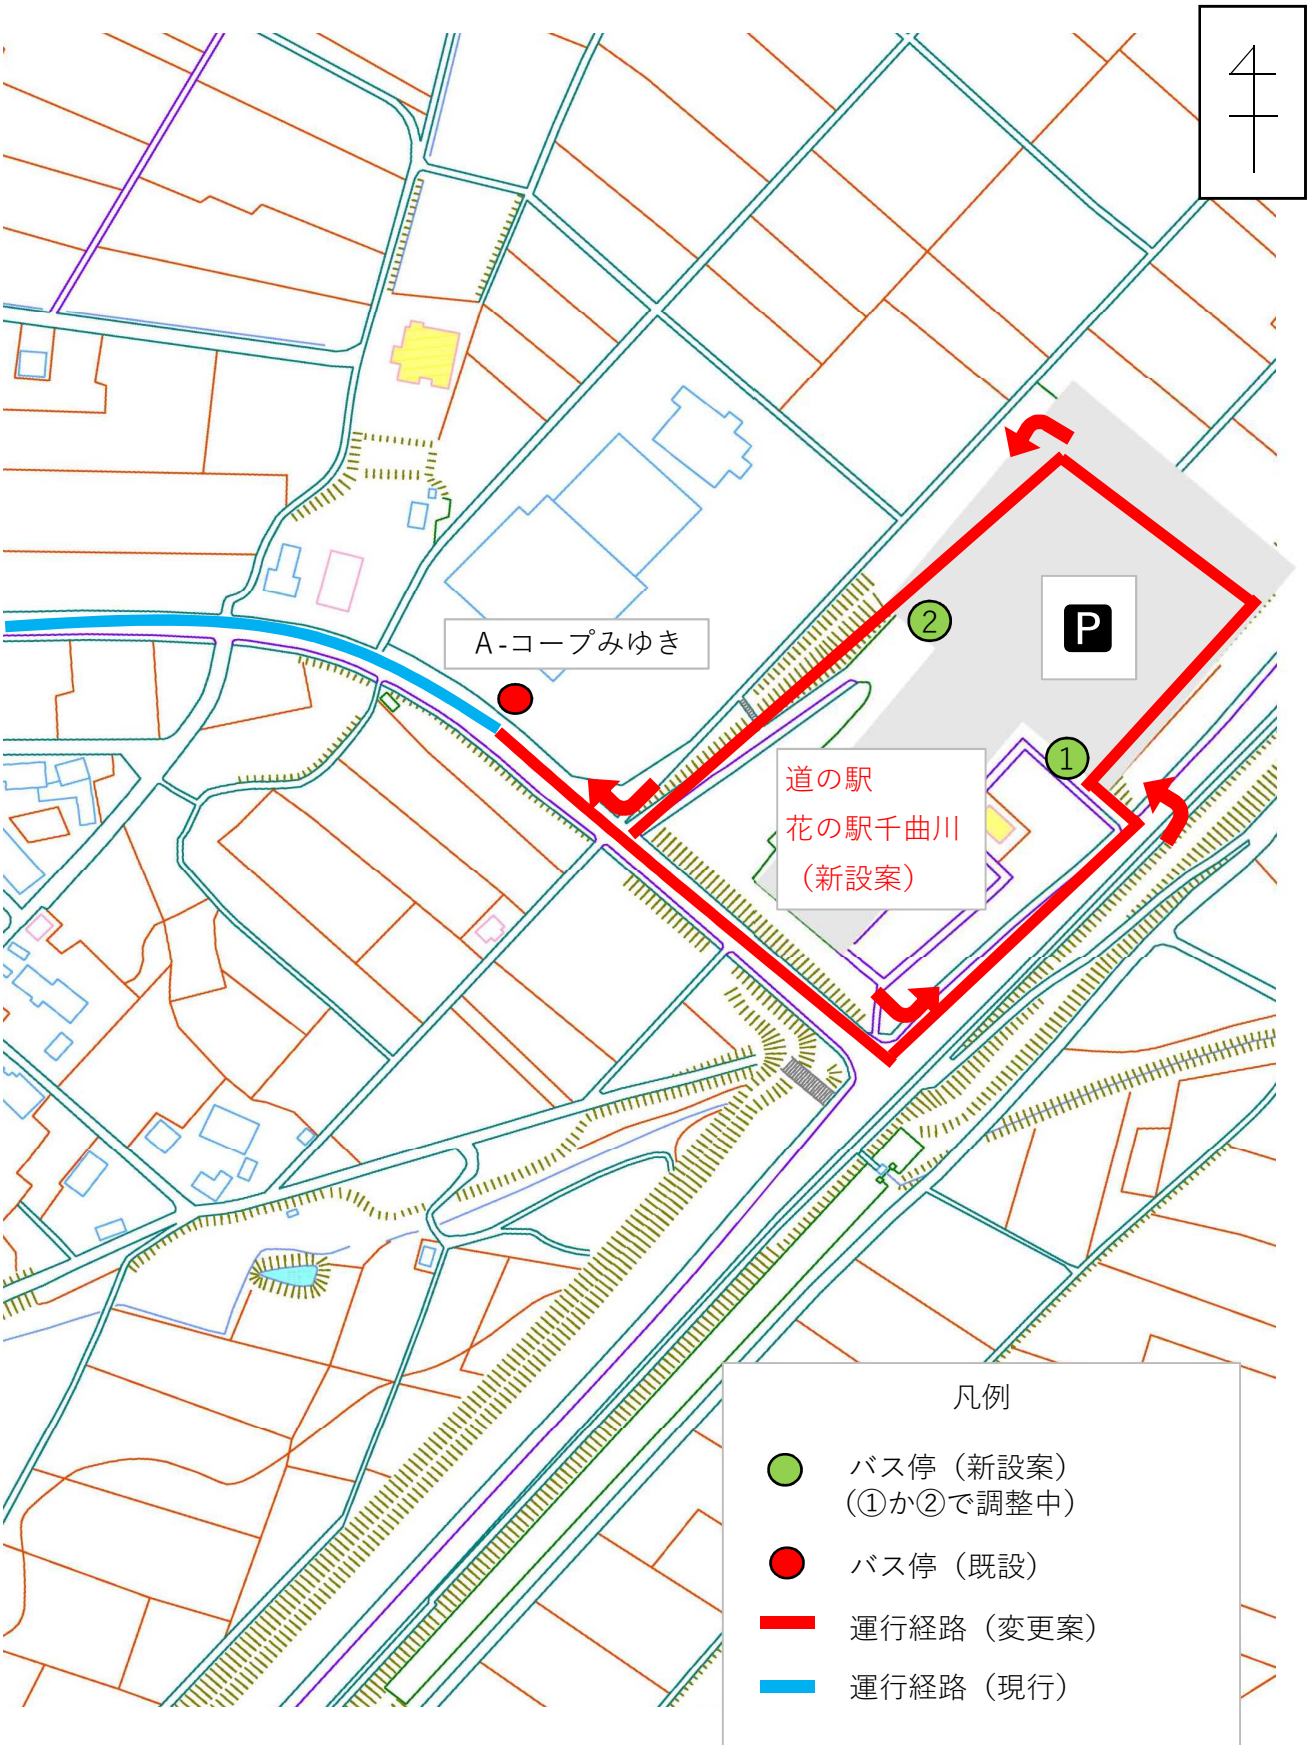 A-コープみゆき
②
P
①
道の駅
花の駅千曲川
（新設案）
凡例
バス停（新設案）
（①か②で調整中）
バス停（既設）
運行経路（変更案）
運行経路（現行）